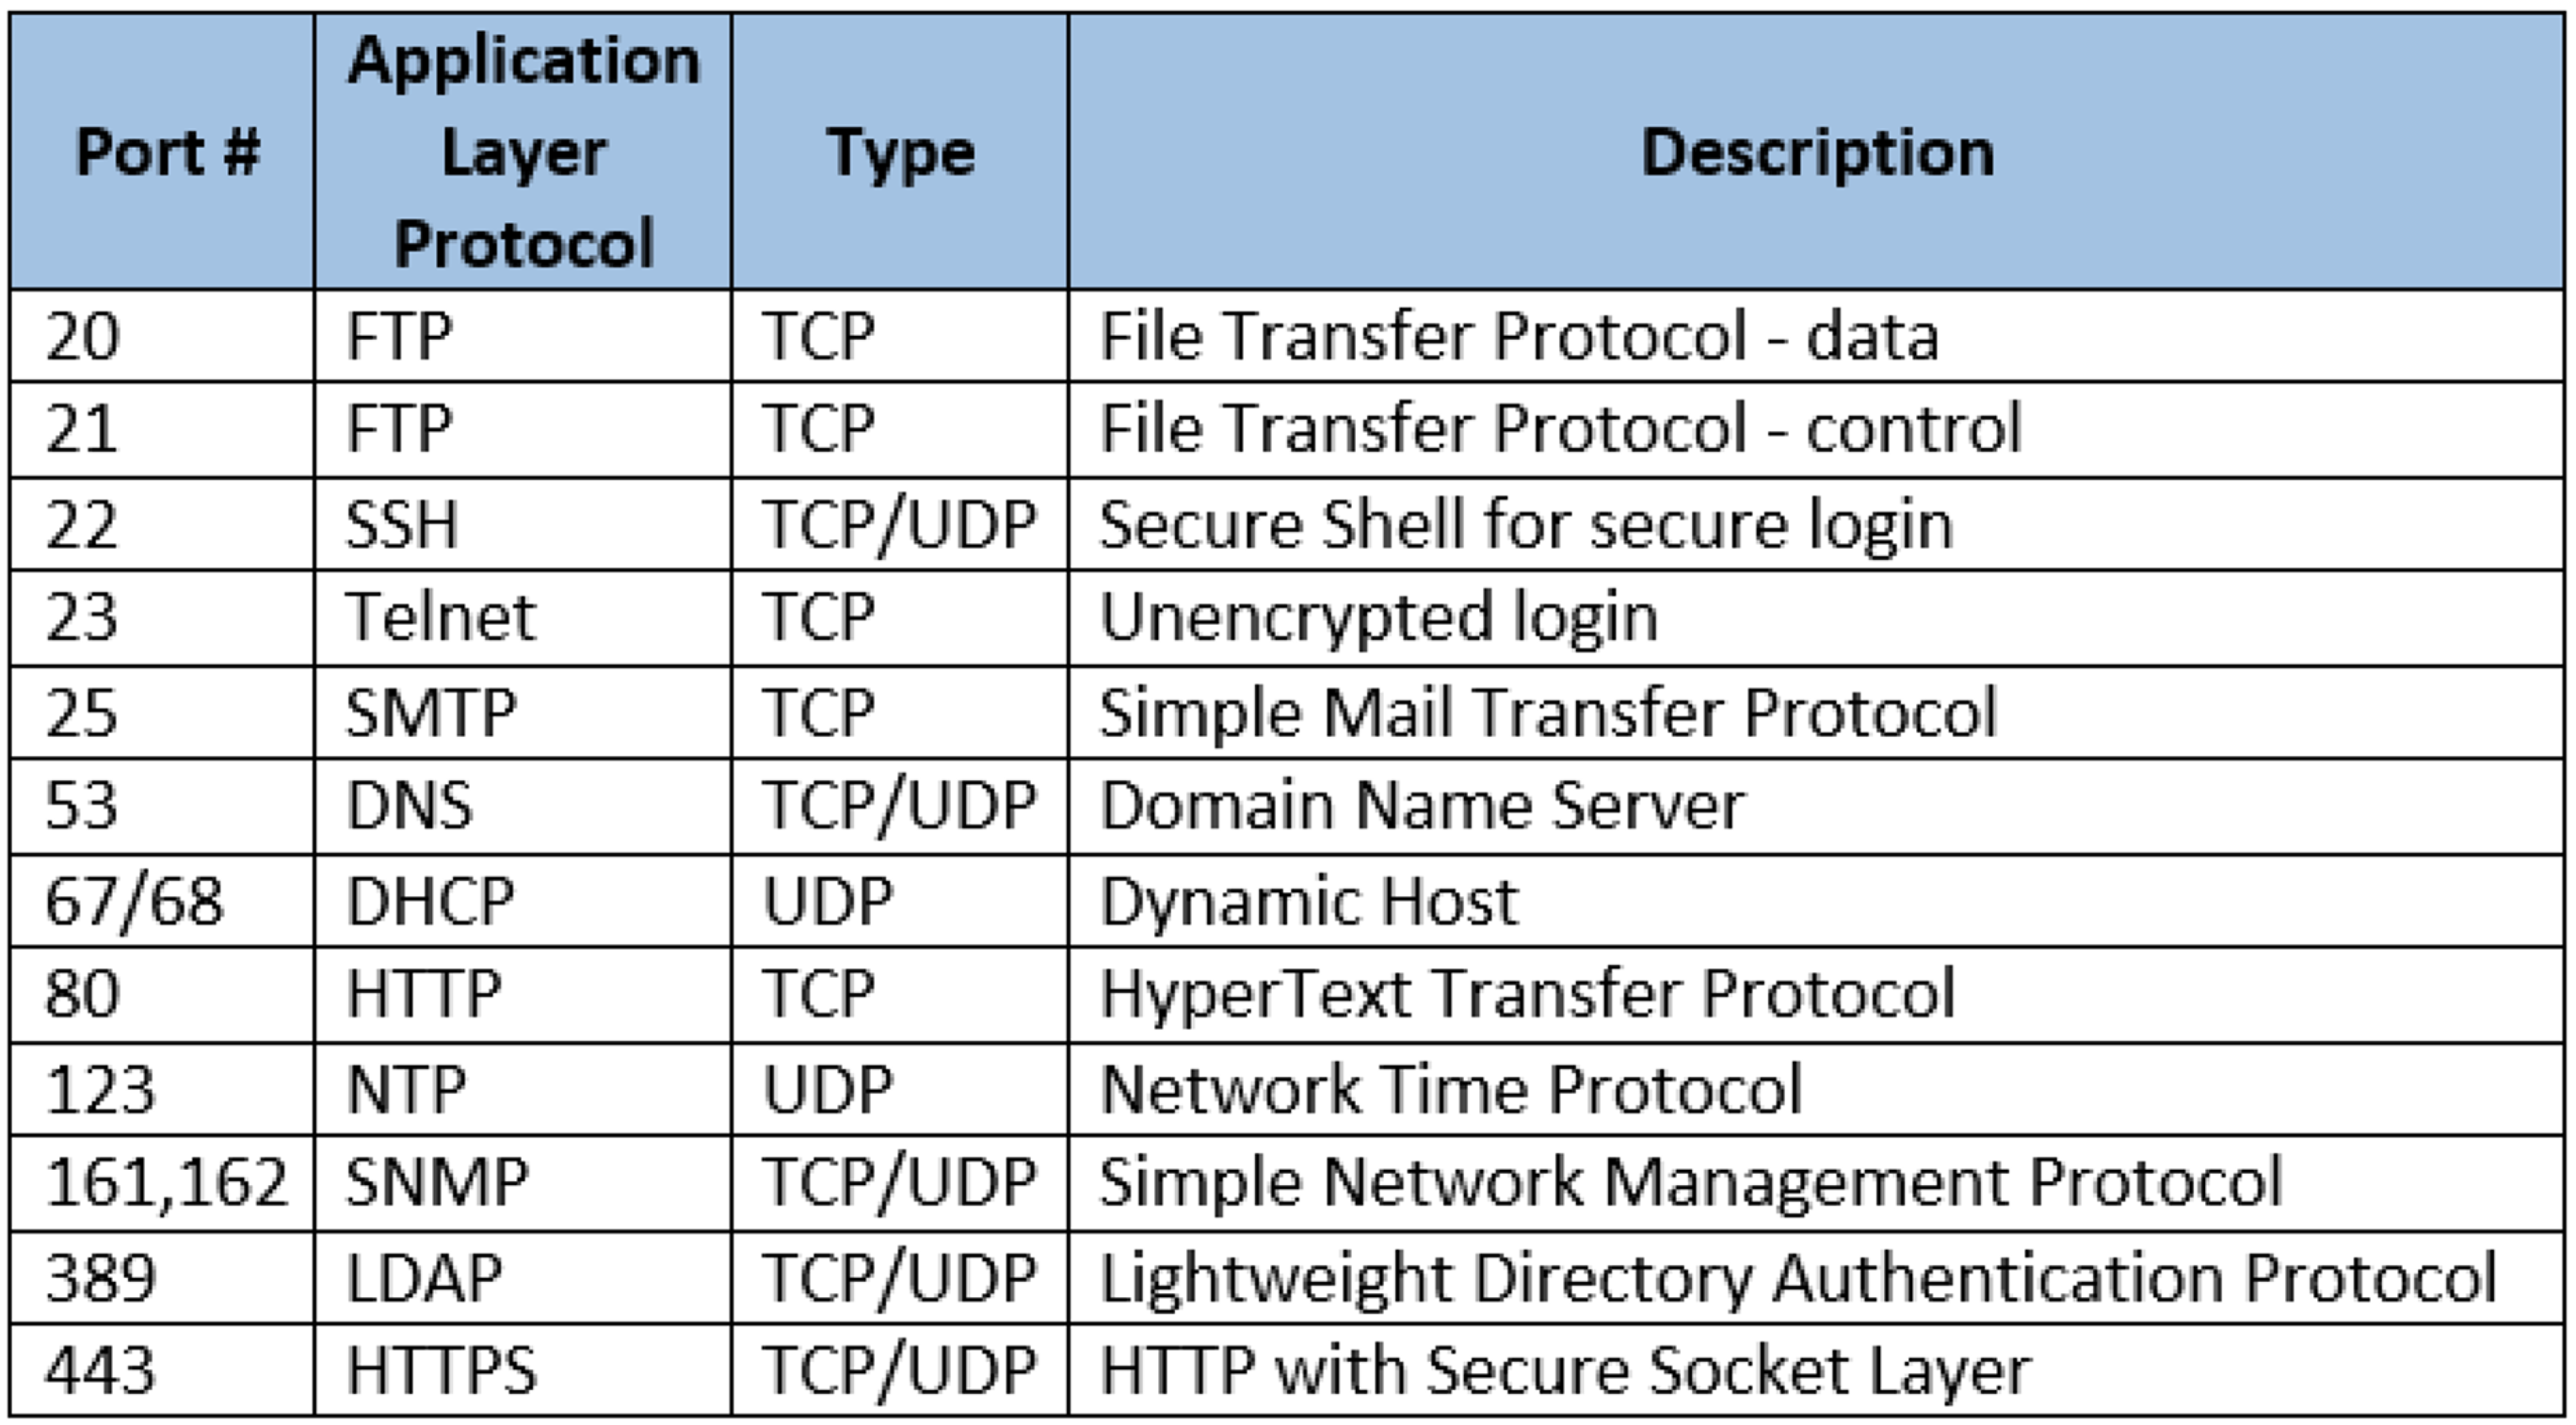 Port # Application Layer Protocol Type Description
20 FTP TCP File Transfer Protocol - data
21 FTP TCP File Transfer Protocol - control
22 SSH TCP/UDP Secure Shell for secure login
23 Telnet TCP Unencrypted login
25 SMTP TCP Simple Mail Transfer Protocol
53 DNS TCP/UDP Domain Name Server
67/68 DHCP UDP Dynamic Host
80 HTTP TCP HyperText Transfer Protocol
123 NTP UDP Network Time Protocol
161,162 SNMP TCP/UDP Simple Network Management Protocol
389 LDAP TCP/UDP Lightweight Directory Authentication Protocol
443 HTTPS TCP/UDP HTTP with Secure Socket Layer